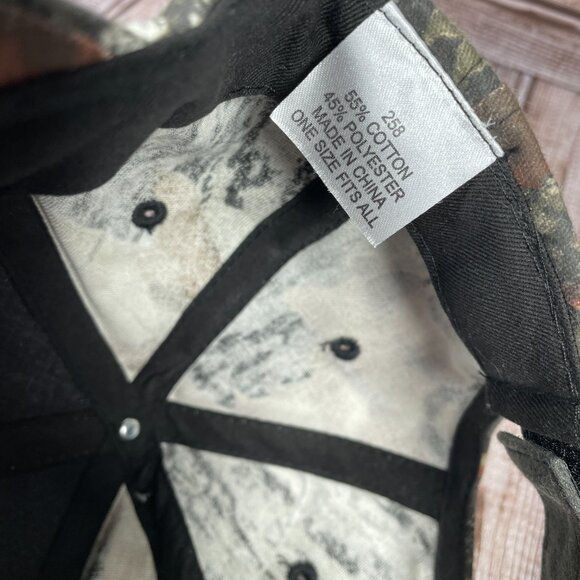 258
55% COTTON
45% POLYESTER
MADE IN CHINA
ONE SIZE FITS ALL